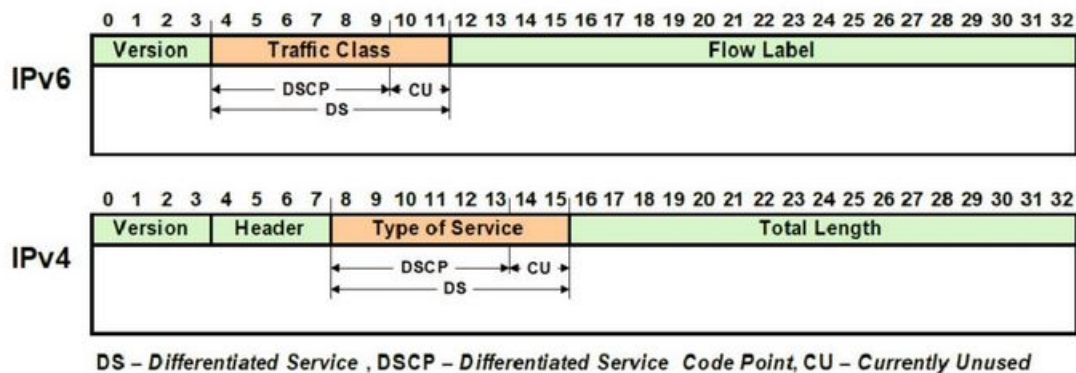 0 1 2 3 4 5 6 7 8 9 10 11 12 13 14 15 16 17 18 19 20 21 22 23 24 25 26 27 28 29 30 31 32
Version Traffic Class Flow Label
IPv6
DSCP CU
DS
0 1 2 3 4 5 6 7 8 9 10 11 12 13 14 15 16 17 18 19 20 21 22 23 24 25 26 27 28 29 30 31 32
Version Header Type of Service Total Length
IPv4
DSCP CU
DS
DS – Differentiated Service , DSCP – Differentiated Service Code Point, CU – Currently Unused